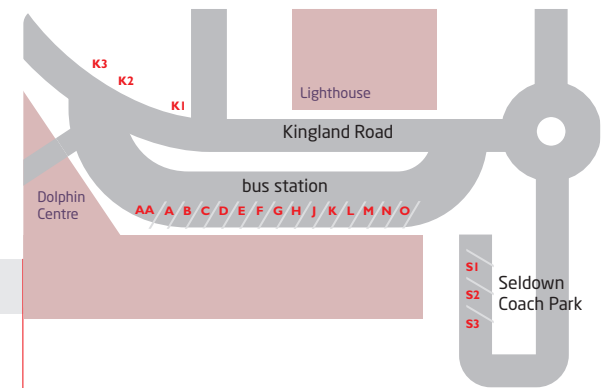 K3
K2
K1
Lighthouse
Kingland Road
bus station
Dolphin
Centre
AA A B C D E F G H J K L M N O
S1
S2
S3
Seldown
Coach Park